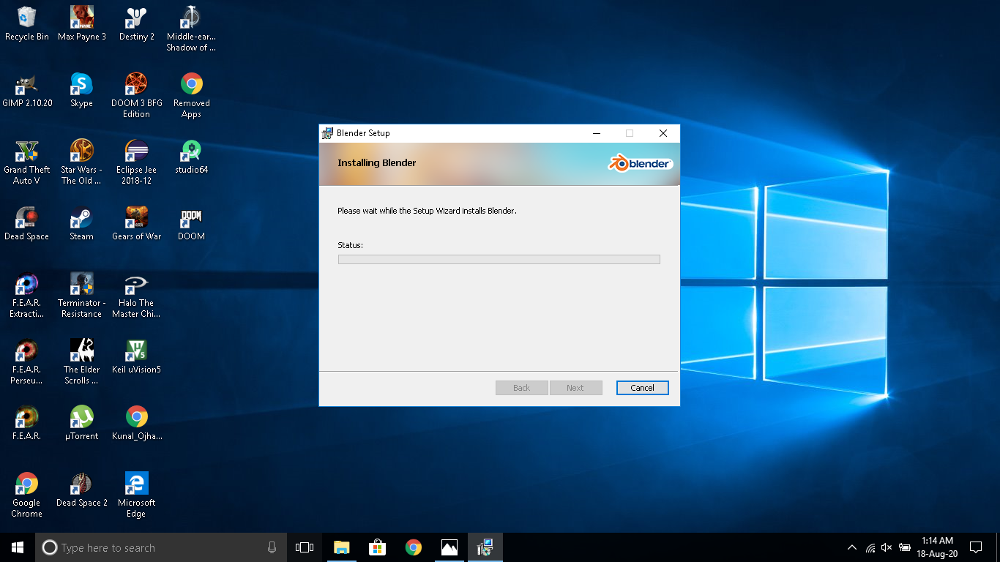 Recycle Bin
Max Payne 3
Destiny 2
Middle-ear...
Shadow of ...
GIMP 2.10.20
Skype
DOOM 3 BFG
Edition
Removed
Apps
Grand Theft
Auto V
Star Wars -
The Old ...
Eclipse Jee
2018-12
studio64
Dead Space
Steam
Gears of War
DOOM
DOOM
F.E.A.R.
Extracti...
Terminator -
Resistance
Halo The
Master Chi...
F.E.A.R.
Perseu...
The Elder
Scrolls ...
Keil uVision5
F.E.A.R.
µTorrent
Kunal_Ojha...
Google
Chrome
Dead Space 2
Microsoft
Edge
Blender Setup
Installing Blender
blender
Please wait while the Setup Wizard installs Blender.
Status:
Back
Next
Cancel
Type here to search
1:14 AM
18-Aug-20